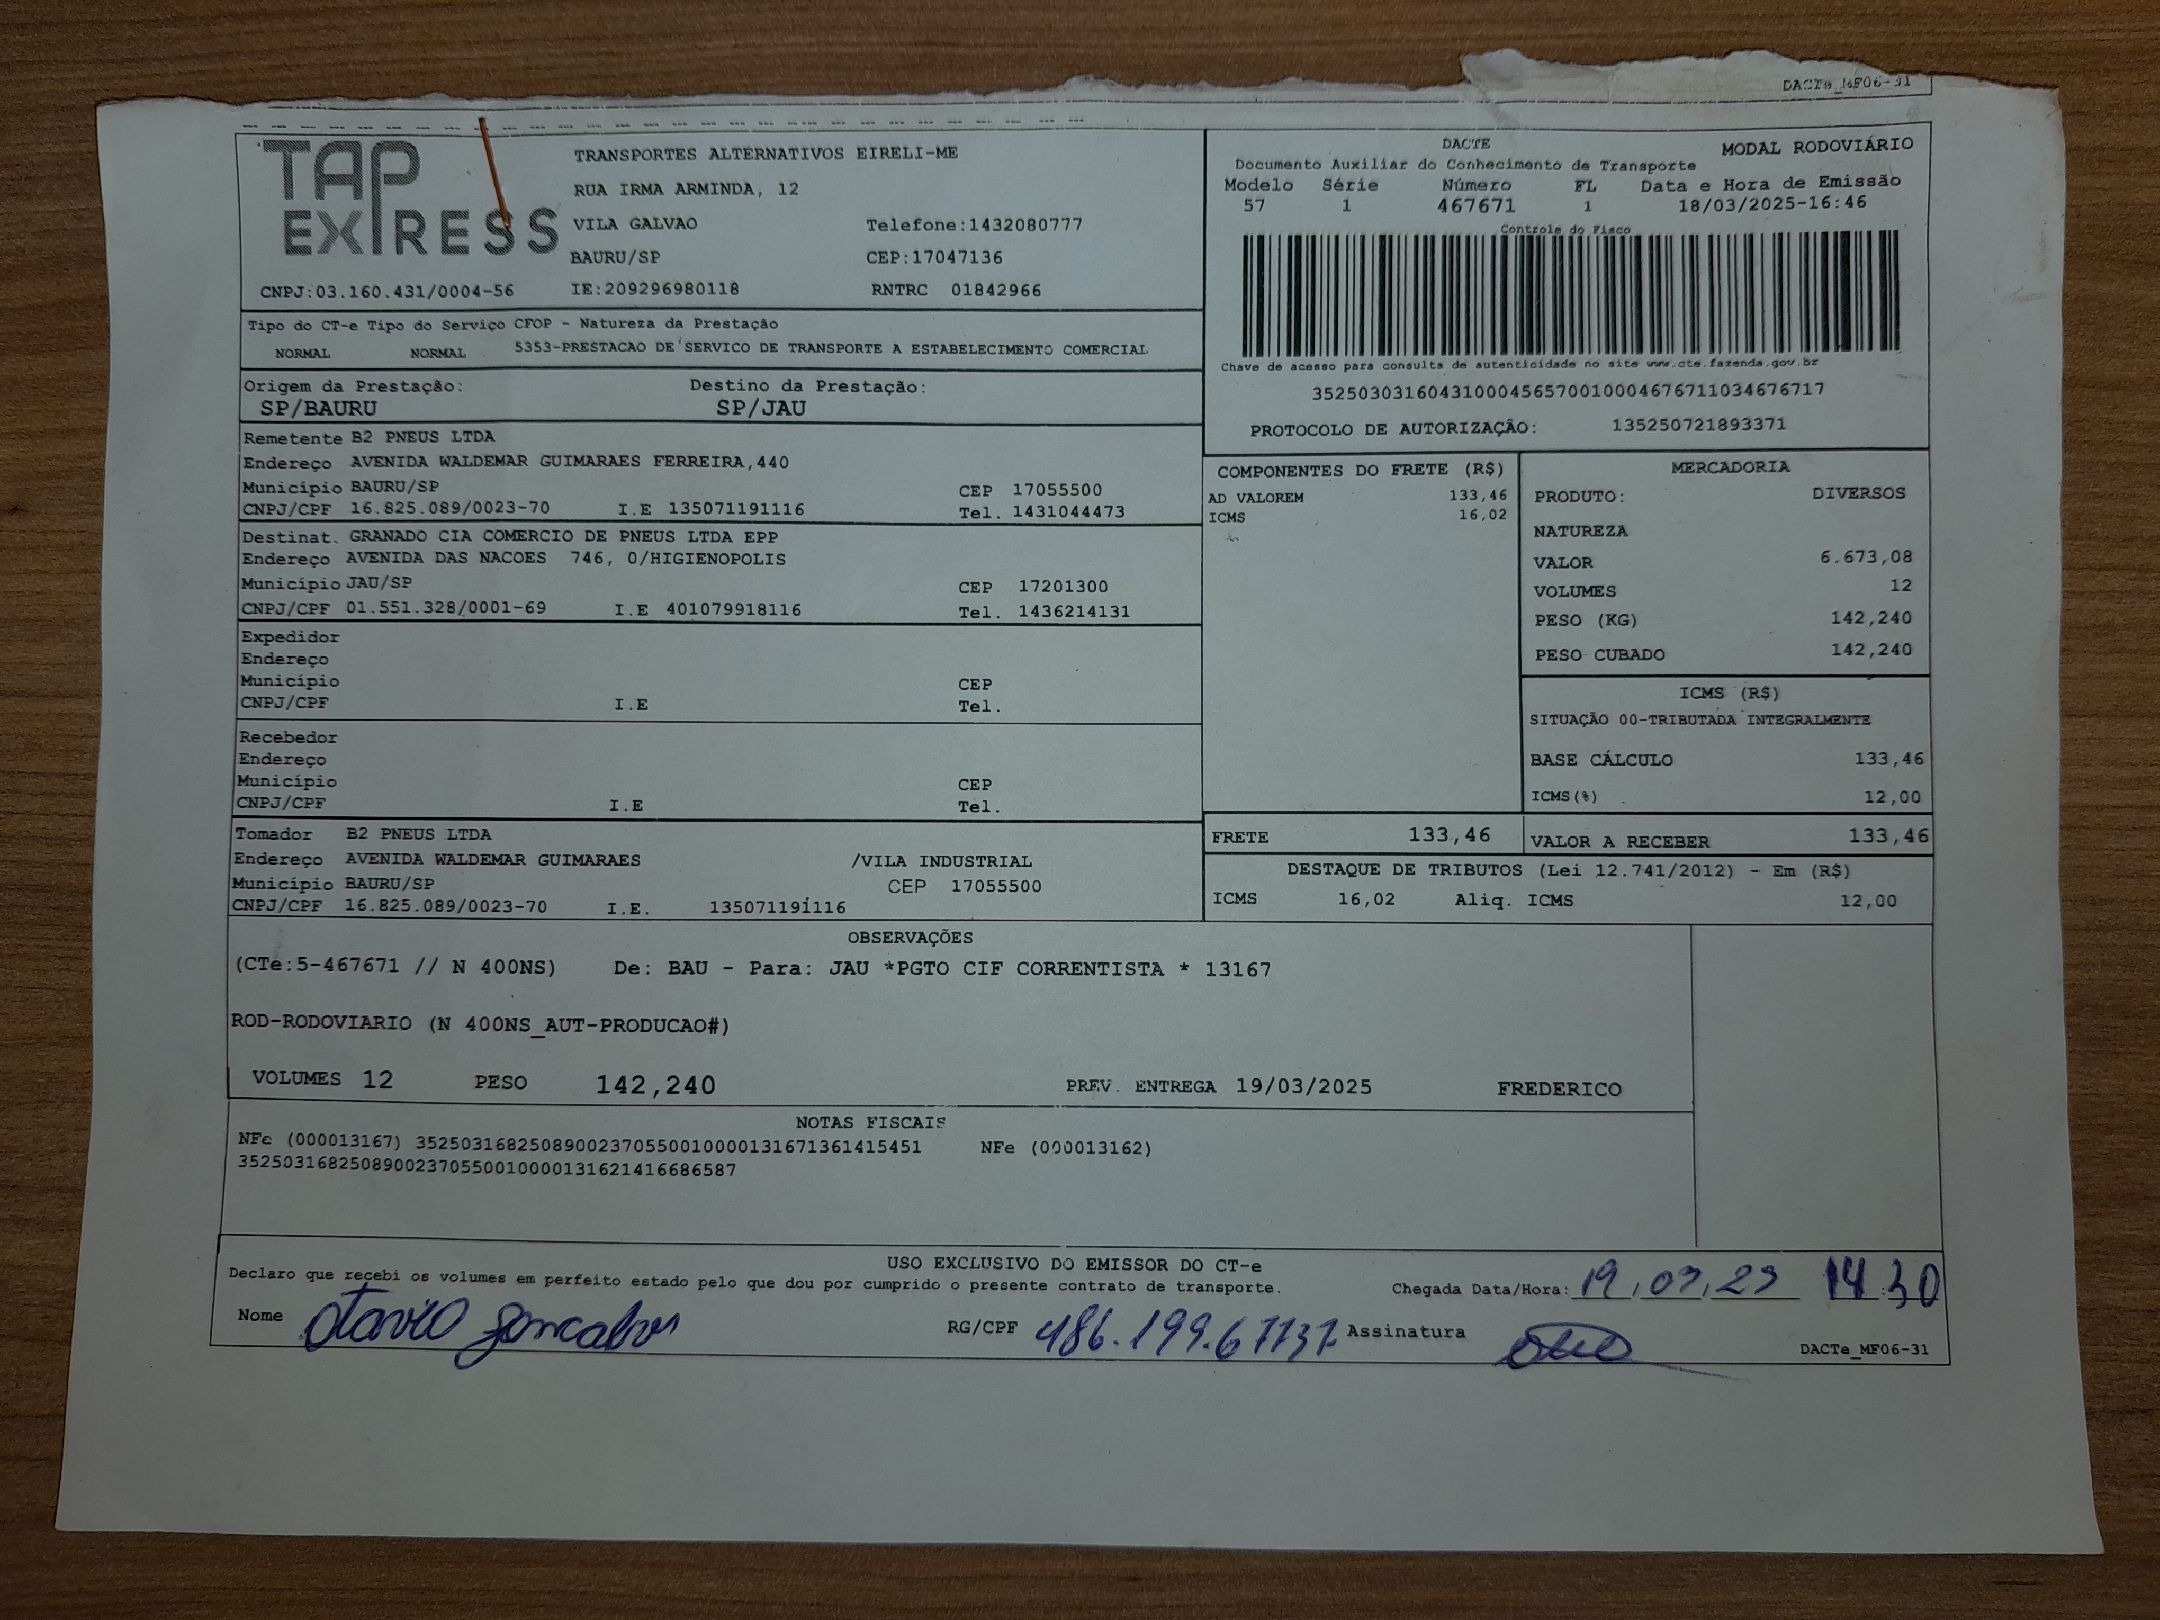 DACTe_MF06-31
TAP EXPRESS
TRANSPORTES ALTERNATIVOS EIRELI-ME
RUA IRMA ARMINDA, 12
VILA GALVAO Telefone:1432080777
BAURU/SP CEP:17047136
CNPJ:03.160.431/0004-56 IE:209296980118 RNTRC 01842966
DACTE MODAL RODOVIÁRIO
Documento Auxiliar do Conhecimento de Transporte
Modelo Série Número FL Data e Hora de Emissão
57 1 467671 1 18/03/2025-16:46
Controle do Fisco
Chave de acesso para consulta de autenticidade no site www.cte.fazenda.gov.br
35250303160431000456570010004676711034676717
PROTOCOLO DE AUTORIZAÇÃO: 135250721893371
Tipo do CT-e Tipo do Serviço CFOP - Natureza da Prestação
NORMAL NORMAL 5353-PRESTACAO DE SERVICO DE TRANSPORTE A ESTABELECIMENTO COMERCIAL
Origem da Prestação: Destino da Prestação:
SP/BAURU SP/JAU
Remetente B2 PNEUS LTDA
Endereço AVENIDA WALDEMAR GUIMARAES FERREIRA,440
Município BAURU/SP CEP 17055500
CNPJ/CPF 16.825.089/0023-70 I.E 135071191116 Tel. 1431044473
Destinat. GRANADO CIA COMERCIO DE PNEUS LTDA EPP
Endereço AVENIDA DAS NACOES 746, 0/HIGIENOPOLIS
Município JAU/SP CEP 17201300
CNPJ/CPF 01.551.328/0001-69 I.E 401079918116 Tel. 1436214131
Expedidor
Endereço
Município CEP
CNPJ/CPF I.E Tel.
Recebedor
Endereço
Município CEP
CNPJ/CPF I.E Tel.
Tomador B2 PNEUS LTDA
Endereço AVENIDA WALDEMAR GUIMARAES /VILA INDUSTRIAL
Município BAURU/SP CEP 17055500
CNPJ/CPF 16.825.089/0023-70 I.E. 135071191116
COMPONENTES DO FRETE (R$)
AD VALOREM 133,46
ICMS 16,02
MERCADORIA
PRODUTO: DIVERSOS
NATUREZA
VALOR 6.673,08
VOLUMES 12
PESO (KG) 142,240
PESO CUBADO 142,240
ICMS (R$)
SITUAÇÃO 00-TRIBUTADA INTEGRALMENTE
BASE CÁLCULO 133,46
ICMS(%) 12,00
FRETE 133,46 VALOR A RECEBER 133,46
DESTAQUE DE TRIBUTOS (Lei 12.741/2012) - Em (R$)
ICMS 16,02 Aliq. ICMS 12,00
OBSERVAÇÕES
(CTe:5-467671 // N 400NS) De: BAU - Para: JAU *PGTO CIF CORRENTISTA * 13167
ROD-RODOVIARIO (N 400NS_AUT-PRODUCAO#)
VOLUMES 12 PESO 142,240 PREV. ENTREGA 19/03/2025 FREDERICO
NOTAS FISCAIS
NFe (000013167) 35250316825089002370550010000131671361415451 NFe (000013162)
35250316825089002370550010000131621416686587
USO EXCLUSIVO DO EMISSOR DO CT-e
Declaro que recebi os volumes em perfeito estado pelo que dou por cumprido o presente contrato de transporte. Chegada Data/Hora: 14 30
Nome Otavio Goncalves RG/CPF Assinatura
DACTe_MF06-31